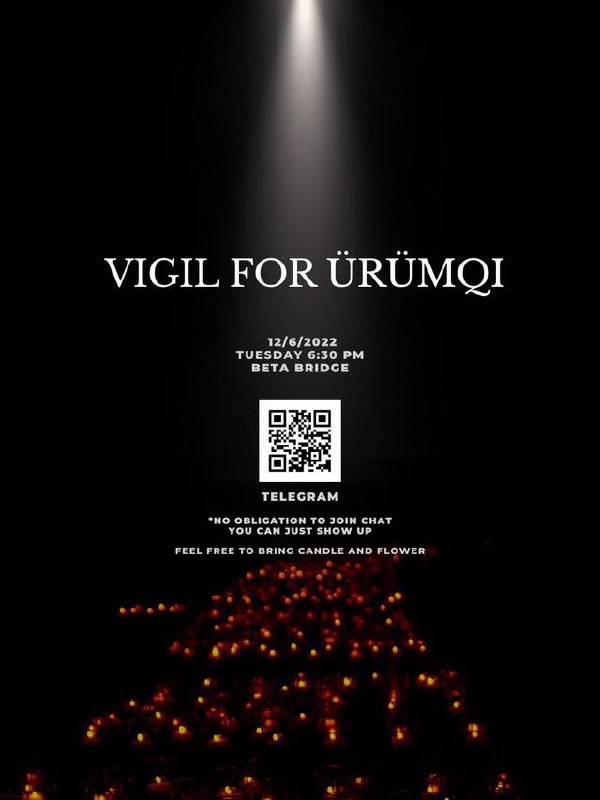 VIGIL FOR ÜRÜMQI
12/6/2022
TUESDAY 6:30 PM
BETA BRIDGE
TELEGRAM
*NO OBLIGATION TO JOIN CHAT
YOU CAN JUST SHOW UP
FEEL FREE TO BRING CANDLE AND FLOWER